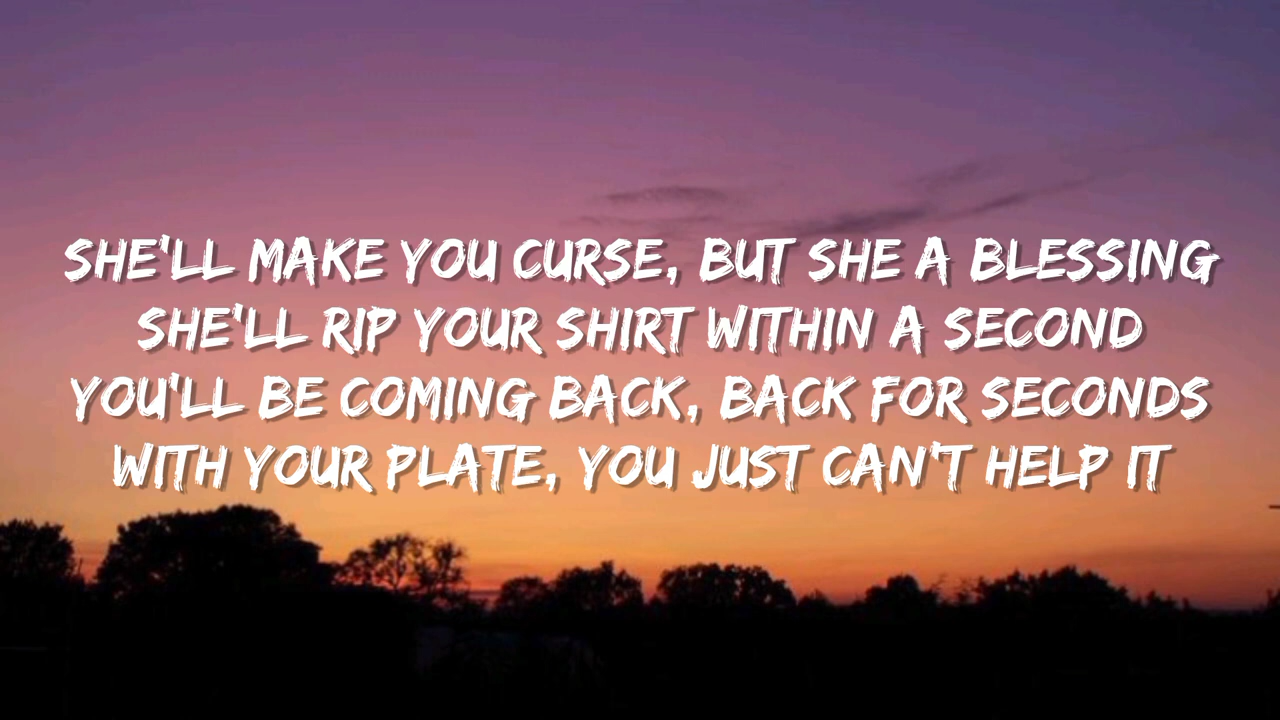 SHE'LL MAKE YOU CURSE, BUT SHE A BLESSING
SHE'LL RIP YOUR SHIRT WITHIN A SECOND
YOU'LL BE COMING BACK, BACK FOR SECONDS
WITH YOUR PLATE, YOU JUST CAN'T HELP IT